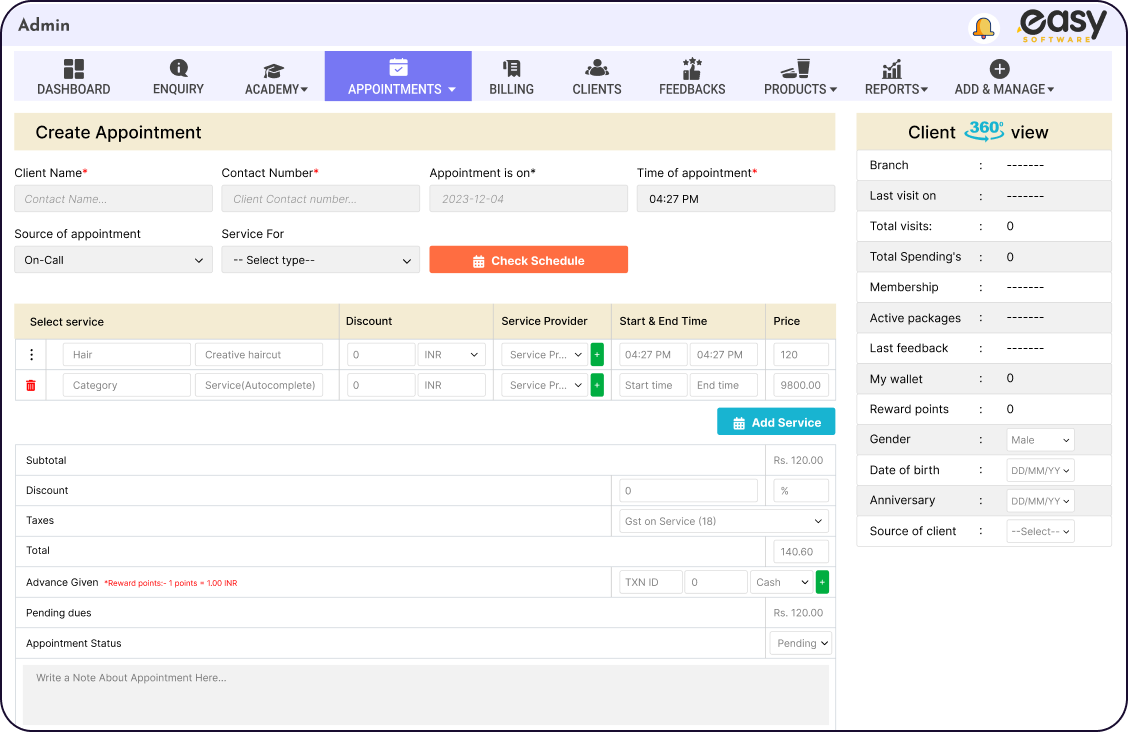 Admin
easy
SOFTWARE
DASHBOARD ENQUIRY ACADEMY APPOINTMENTS BILLING CLIENTS FEEDBACKS PRODUCTS REPORTS ADD & MANAGE
Create Appointment
Client Name* Contact Number* Appointment is on* Time of appointment*
Contact Name... Client Contact number... 2023-12-04 04:27 PM
Source of appointment Service For
On-Call -- Select type-- Check Schedule
Select service Discount Service Provider Start & End Time Price
Hair Creative haircut 0 INR Service Pr... + 04:27 PM 04:27 PM 120
Category Service(Autocomplete) 0 INR Service Pr... + Start time End time 9800.00
Add Service
Subtotal Rs. 120.00
Discount 0 %
Taxes Gst on Service (18)
Total 140.60
Advance Given *Reward points:- 1 points = 1.00 INR TXN ID 0 Cash +
Pending dues Rs. 120.00
Appointment Status Pending
Write a Note About Appointment Here...
Client 360° view
Branch : -------
Last visit on : -------
Total visits: : 0
Total Spending's : 0
Membership : -------
Active packages : -------
Last feedback : -------
My wallet : 0
Reward points : 0
Gender : Male
Date of birth : DD/MM/YY
Anniversary : DD/MM/YY
Source of client : --Select--